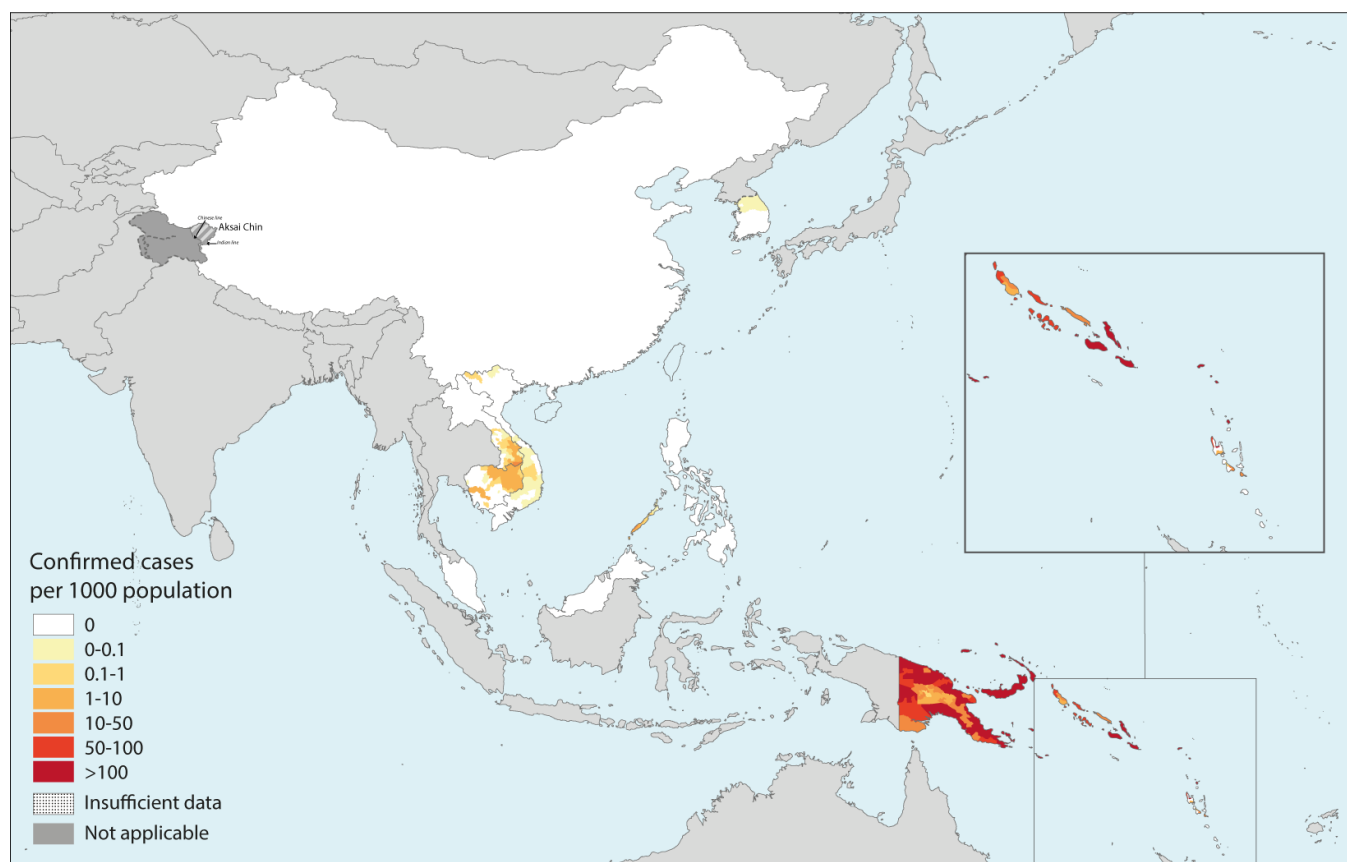 Chinese line
Aksai Chin
Indian line
Confirmed cases
per 1000 population
0
0-0.1
0.1-1
1-10
10-50
50-100
>100
Insufficient data
Not applicable